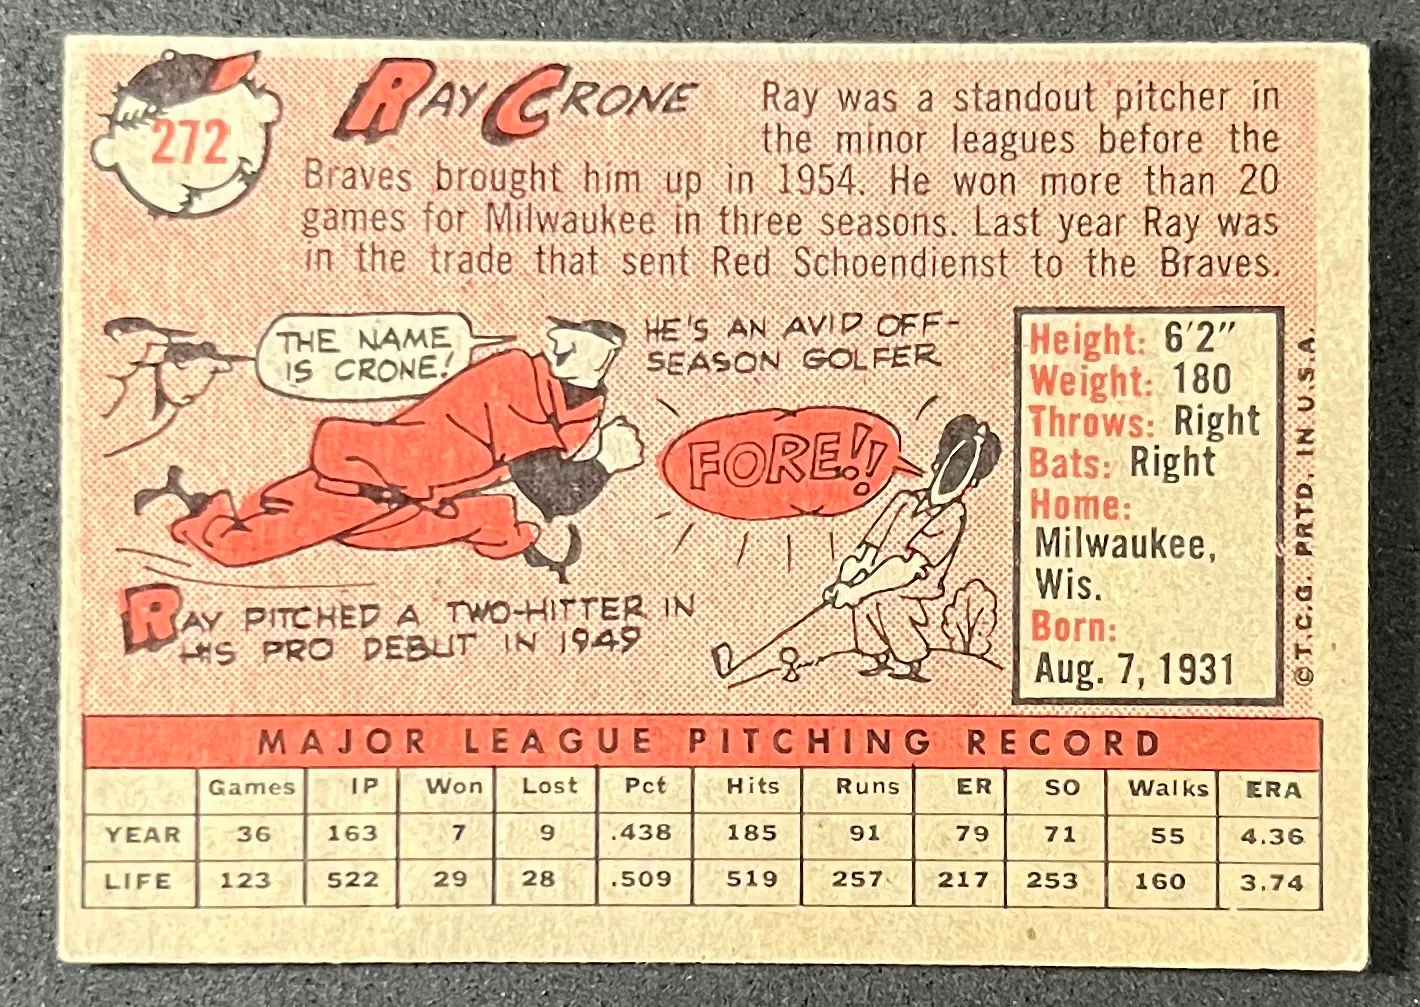 272
RAY CRONE
Ray was a standout pitcher in
the minor leagues before the
Braves brought him up in 1954. He won more than 20
games for Milwaukee in three seasons. Last year Ray was
in the trade that sent Red Schoendienst to the Braves.
THE NAME
IS CRONE!
HE'S AN AVID OFF-
SEASON GOLFER
FORE!!
RAY PITCHED A TWO-HITTER IN
HIS PRO DEBUT IN 1949
Height: 6'2"
Weight: 180
Throws: Right
Bats: Right
Home:
Milwaukee,
Wis.
Born:
Aug. 7, 1931
© T.C.G. PRTD. IN U.S.A.
MAJOR LEAGUE PITCHING RECORD
Games IP Won Lost Pct Hits Runs ER SO Walks ERA
YEAR 36 163 7 9 .438 185 91 79 71 55 4.36
LIFE 123 522 29 28 .509 519 257 217 253 160 3.74